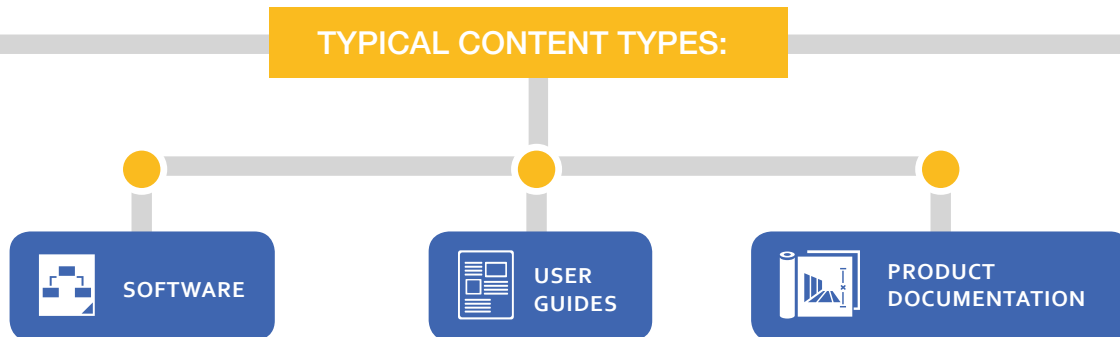 TYPICAL CONTENT TYPES:
SOFTWARE
USER
GUIDES
PRODUCT
DOCUMENTATION